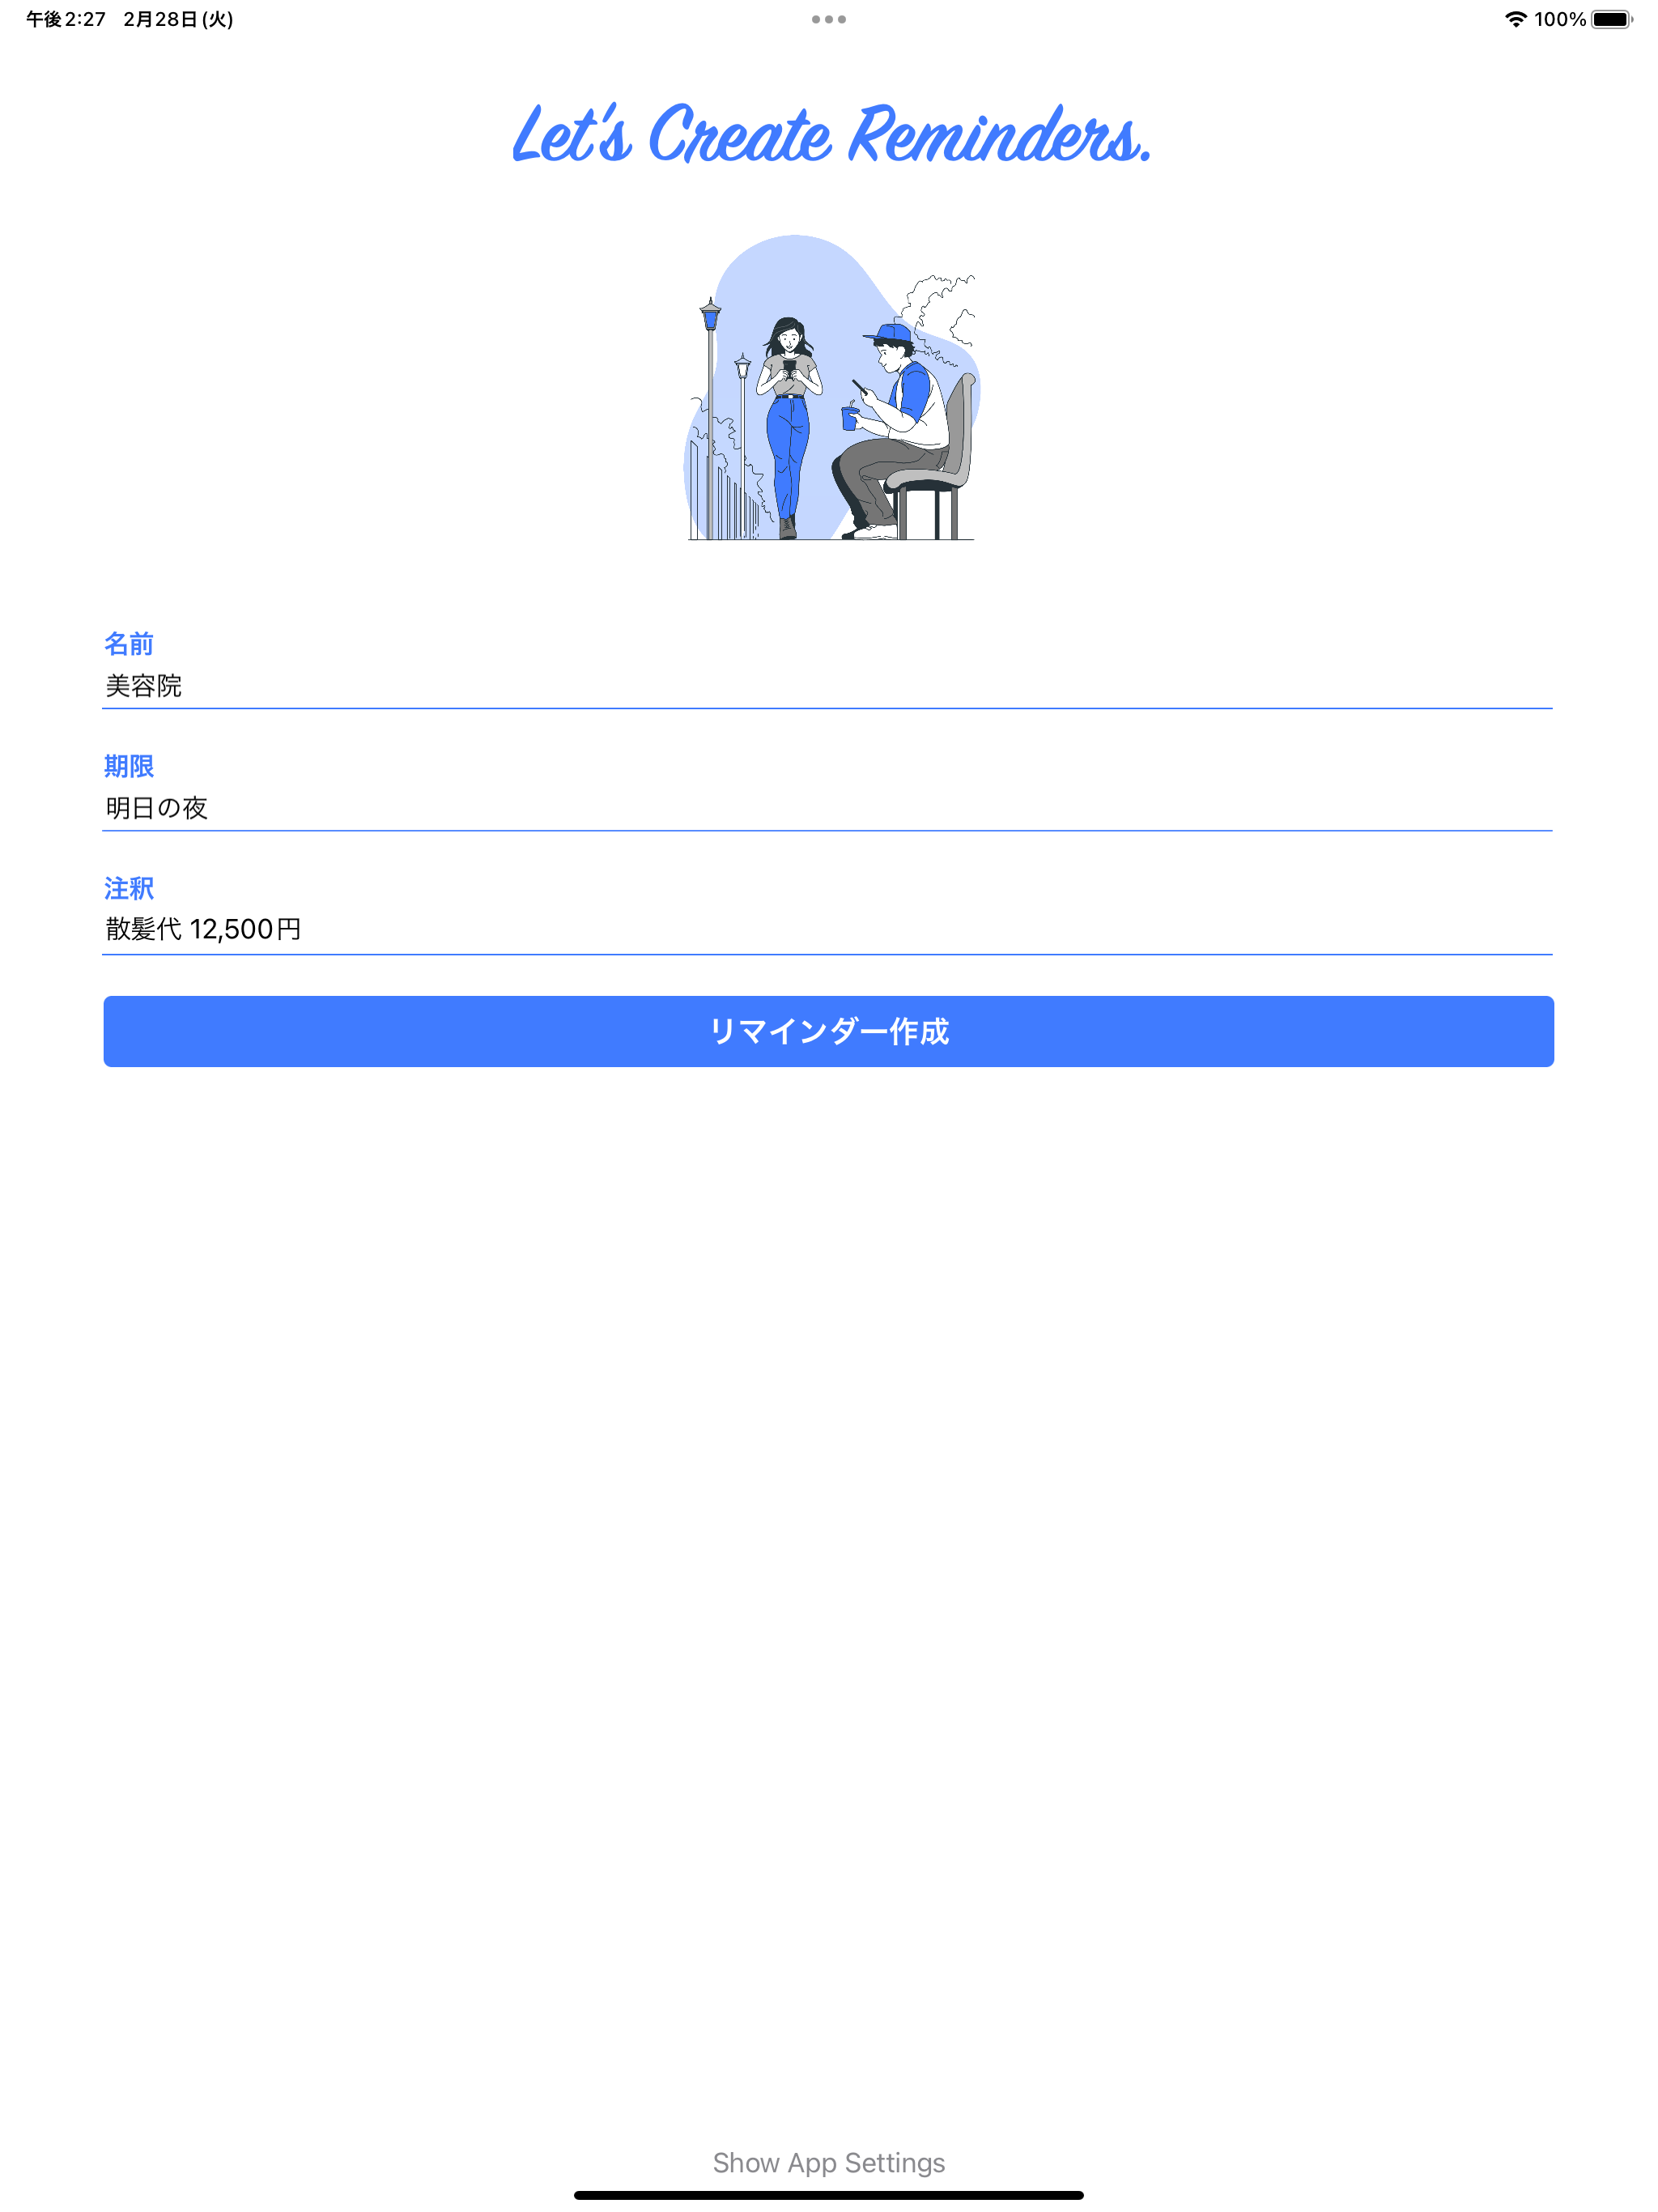 午後2:27 2月28日(火)
100%
Let's Create Reminders.
名前
美容院
期限
明日の夜
注釈
散髪代 12,500円
リマインダー作成
Show App Settings